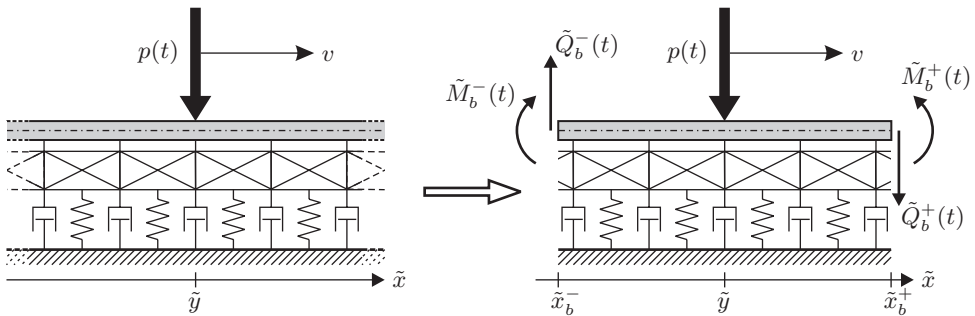 p(t)
v
ỹ
x̃
Q̃_b^-(t)
M̃_b^-(t)
p(t)
v
M̃_b^+(t)
Q̃_b^+(t)
x̃_b^-
ỹ
x̃_b^+
x̃